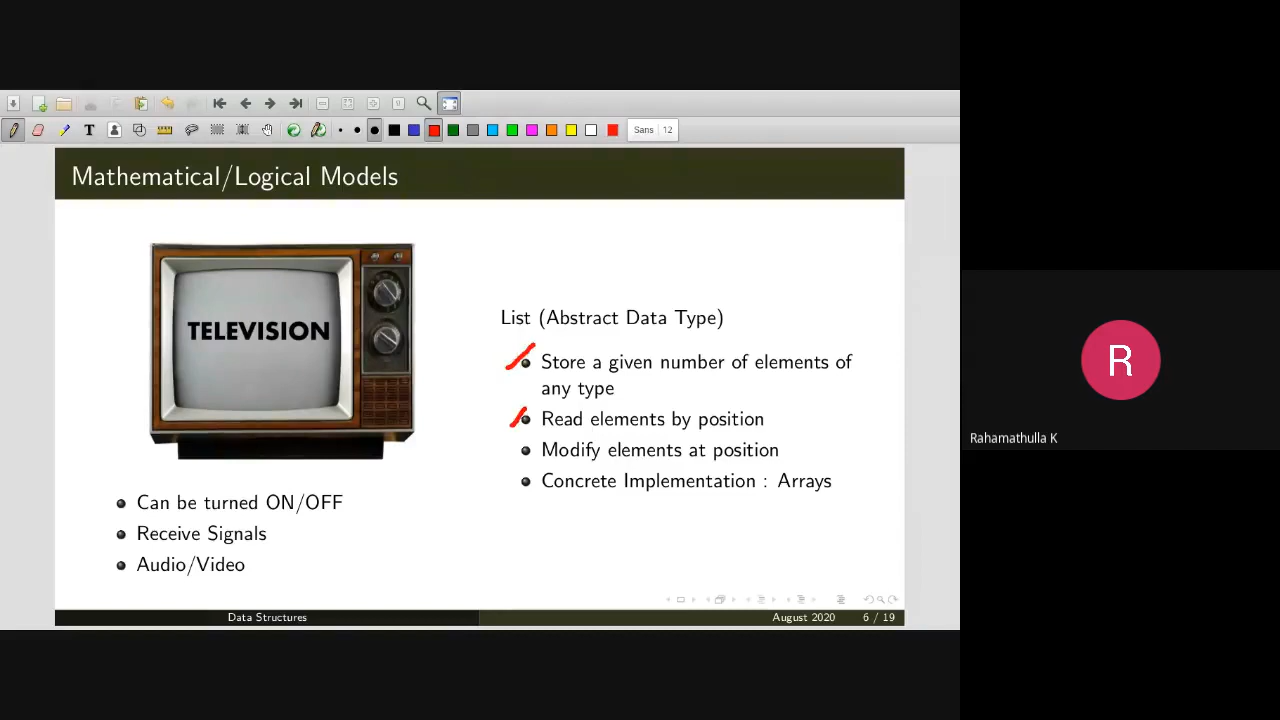 Sans 12
Mathematical/Logical Models
TELEVISION
Can be turned ON/OFF
Receive Signals
Audio/Video
List (Abstract Data Type)
Store a given number of elements of
any type
Read elements by position
Modify elements at position
Concrete Implementation : Arrays
Data Structures
August 2020
6 / 19
R
Rahamathulla K